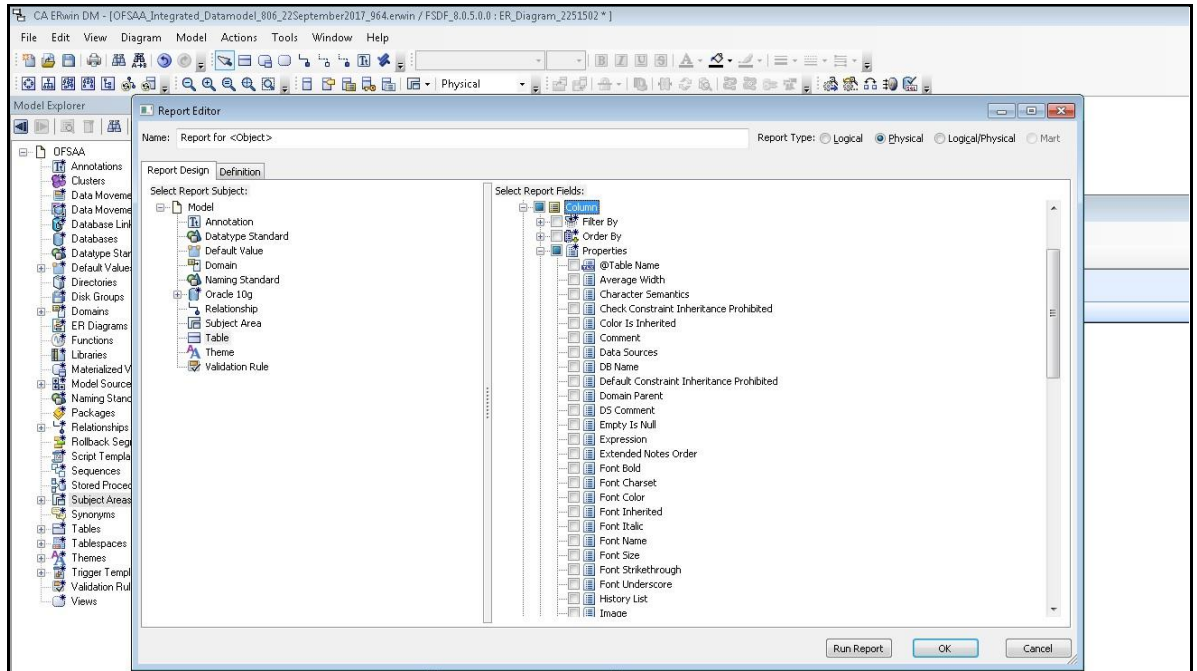 CA ERwin DM - [OFSAA_Integrated_Datamodel_806_22September2017_964.erwin / FSDF_8.0.5.0.0 : ER_Diagram_2251502 * ]
File Edit View Diagram Model Actions Tools Window Help
Physical
Model Explorer
OFSAA
Annotations
Clusters
Data Moveme
Data Moveme
Database Link
Databases
Datatype Star
Default Value
Directories
Disk Groups
Domains
ER Diagrams
Functions
Libraries
Materialized V
Model Source
Naming Stand
Packages
Relationships
Rollback Seg
Script Templa
Sequences
Stored Proced
Subject Areas
Synonyms
Tables
Tablespaces
Themes
Trigger Templ
Validation Rul
Views
Report Editor
Name: Report for <Object>
Report Type: Logical Physical Logical/Physical Mart
Report Design Definition
Select Report Subject:
Model
Annotation
Datatype Standard
Default Value
Domain
Naming Standard
Oracle 10g
Relationship
Subject Area
Table
Theme
Validation Rule
Select Report Fields:
Column
Filter By
Order By
Properties
@Table Name
Average Width
Character Semantics
Check Constraint Inheritance Prohibited
Color Is Inherited
Comment
Data Sources
DB Name
Default Constraint Inheritance Prohibited
Domain Parent
DS Comment
Empty Is Null
Expression
Extended Notes Order
Font Bold
Font Charset
Font Color
Font Inherited
Font Italic
Font Name
Font Size
Font Strikethrough
Font Underscore
History List
Image
Run Report OK Cancel